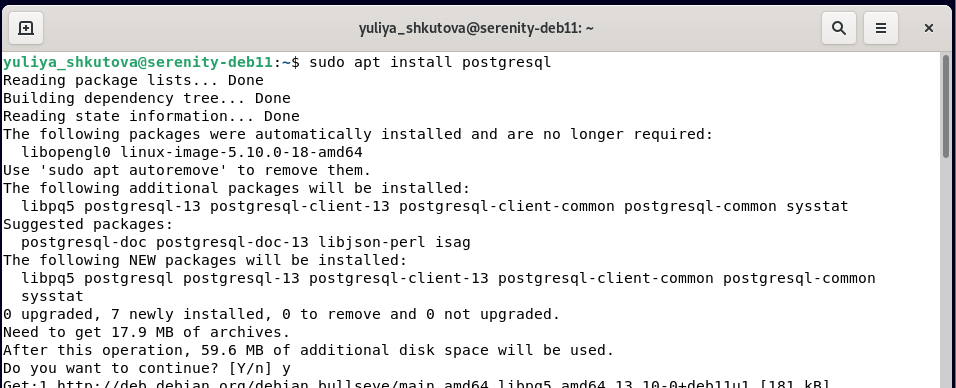 yuliya_shkutova@serenity-deb11: ~
yuliya_shkutova@serenity-deb11:~$ sudo apt install postgresql
Reading package lists... Done
Building dependency tree... Done
Reading state information... Done
The following packages were automatically installed and are no longer required:
  libopengl0 linux-image-5.10.0-18-amd64
Use 'sudo apt autoremove' to remove them.
The following additional packages will be installed:
  libpq5 postgresql-13 postgresql-client-13 postgresql-client-common postgresql-common sysstat
Suggested packages:
  postgresql-doc postgresql-doc-13 libjson-perl isag
The following NEW packages will be installed:
  libpq5 postgresql postgresql-13 postgresql-client-13 postgresql-client-common postgresql-common
  sysstat
0 upgraded, 7 newly installed, 0 to remove and 0 not upgraded.
Need to get 17.9 MB of archives.
After this operation, 59.6 MB of additional disk space will be used.
Do you want to continue? [Y/n] y
Get:1 http://deb.debian.org/debian bullseye/main amd64 libpq5 amd64 13.10-0+deb11u1 [181 kB]